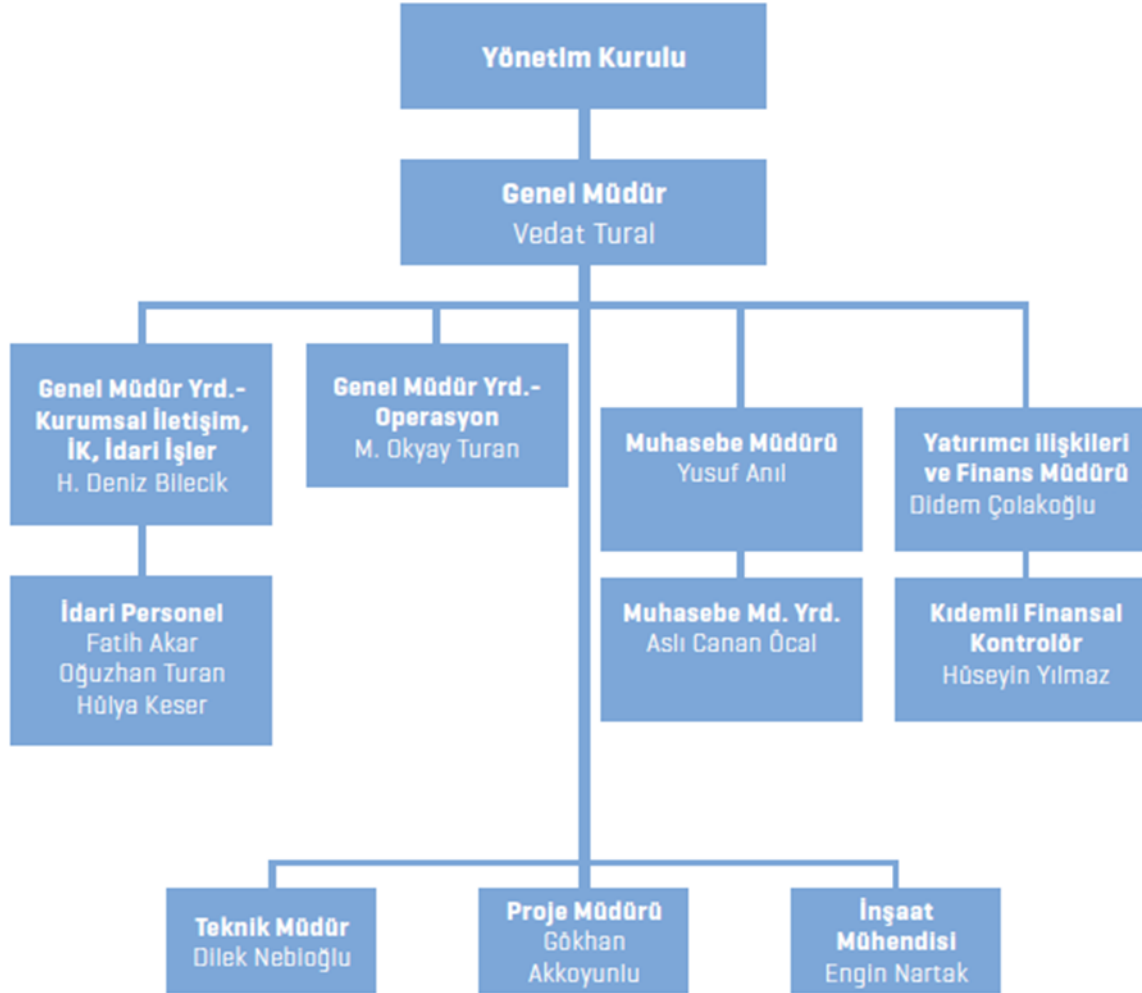 Yönetim Kurulu
Genel Müdür
Vedat Tural
Genel Müdür Yrd.-
Kurumsal İletişim,
İK, İdari İşler
H. Deniz Bilecik
Genel Müdür Yrd.-
Operasyon
M. Okyay Turan
Muhasebe Müdürü
Yusuf Anıl
Yatırımcı ilişkileri
ve Finans Müdürü
Didem Çolakoğlu
İdari Personel
Fatih Akar
Oğuzhan Turan
Hülya Keser
Muhasebe Md. Yrd.
Aslı Canan Öcal
Kıdemli Finansal
Kontrolör
Hüseyin Yılmaz
Teknik Müdür
Dilek Nebioğlu
Proje Müdürü
Gökhan
Akkoyunlu
İnşaat
Mühendisi
Engin Nartak